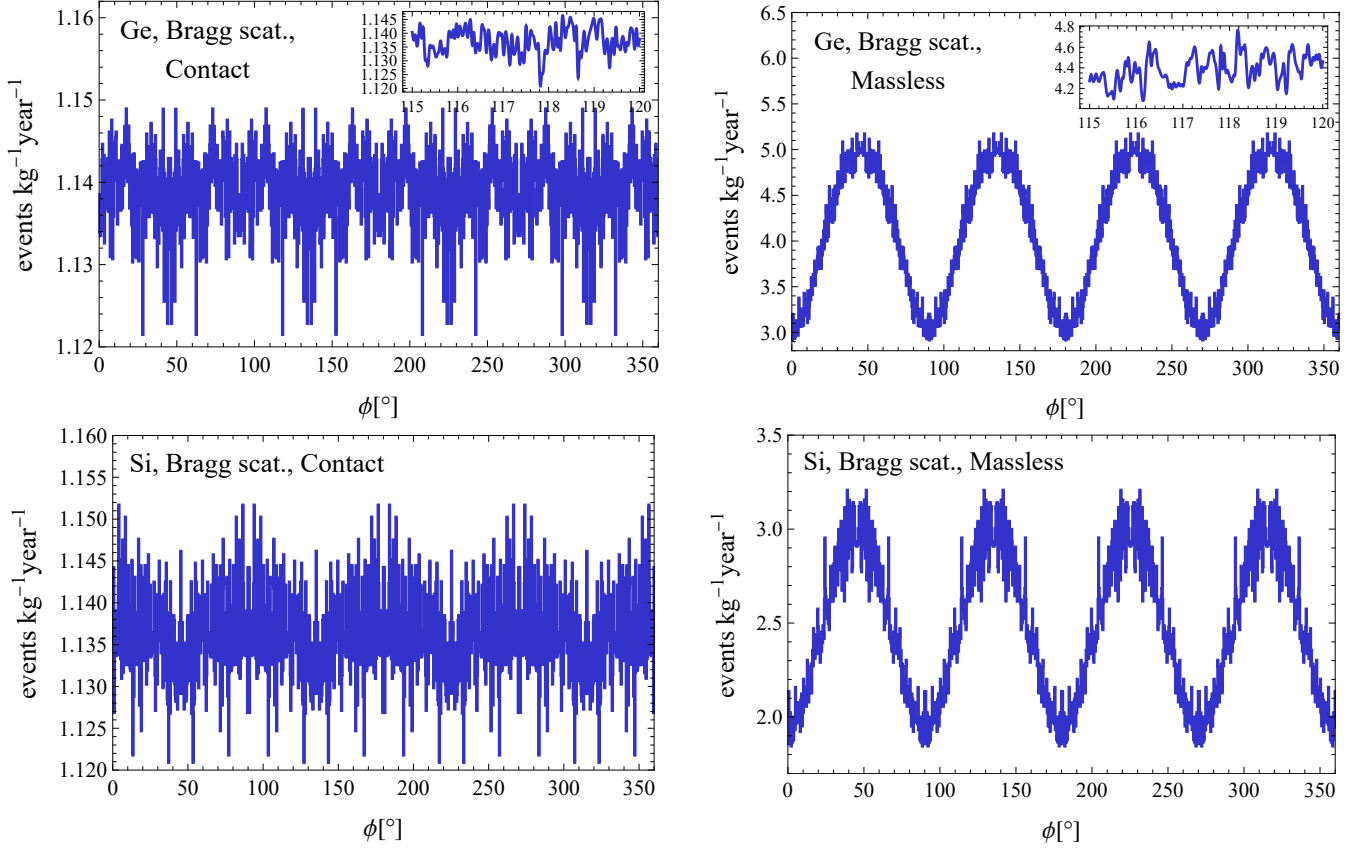 Ge, Bragg scat.,
Contact
events kg⁻¹year⁻¹
1.16
1.15
1.14
1.13
1.12
0 50 100 150 200 250 300 350
ϕ[°]
1.145
1.140
1.135
1.130
1.125
1.120
115 116 117 118 119 120
Ge, Bragg scat.,
Massless
events kg⁻¹year⁻¹
6.5
6.0
5.5
5.0
4.5
4.0
3.5
3.0
0 50 100 150 200 250 300 350
ϕ[°]
4.8
4.6
4.4
4.2
115 116 117 118 119 120
Si, Bragg scat., Contact
events kg⁻¹year⁻¹
1.160
1.155
1.150
1.145
1.140
1.135
1.130
1.125
1.120
0 50 100 150 200 250 300 350
ϕ[°]
Si, Bragg scat., Massless
events kg⁻¹year⁻¹
3.5
3.0
2.5
2.0
0 50 100 150 200 250 300 350
ϕ[°]